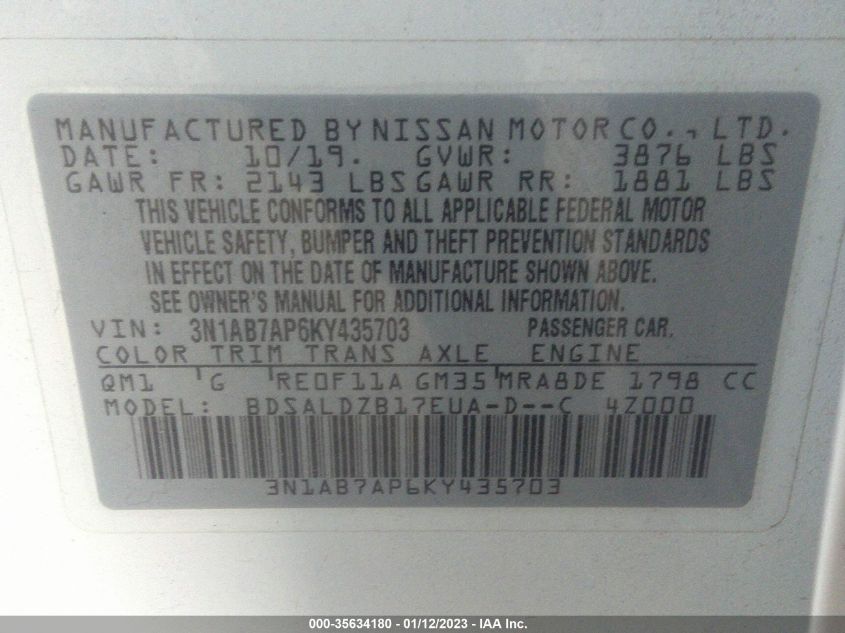 MANUFACTURED BY NISSAN MOTOR CO., LTD.
DATE: 10/19. GVWR: 3876 LBS
GAWR FR: 2143 LBS GAWR RR: 1881 LBS
THIS VEHICLE CONFORMS TO ALL APPLICABLE FEDERAL MOTOR
VEHICLE SAFETY, BUMPER AND THEFT PREVENTION STANDARDS
IN EFFECT ON THE DATE OF MANUFACTURE SHOWN ABOVE.
SEE OWNER'S MANUAL FOR ADDITIONAL INFORMATION.
VIN: 3N1AB7AP6KY435703 PASSENGER CAR.
COLOR TRIM TRANS AXLE ENGINE
QM1 G RE0F11A GM35 MRA8DE 1798 CC
MODEL: BDSALDZB17EUA-D--C 4Z000
3N1AB7AP6KY435703
000-35634180 - 01/12/2023 - IAA Inc.